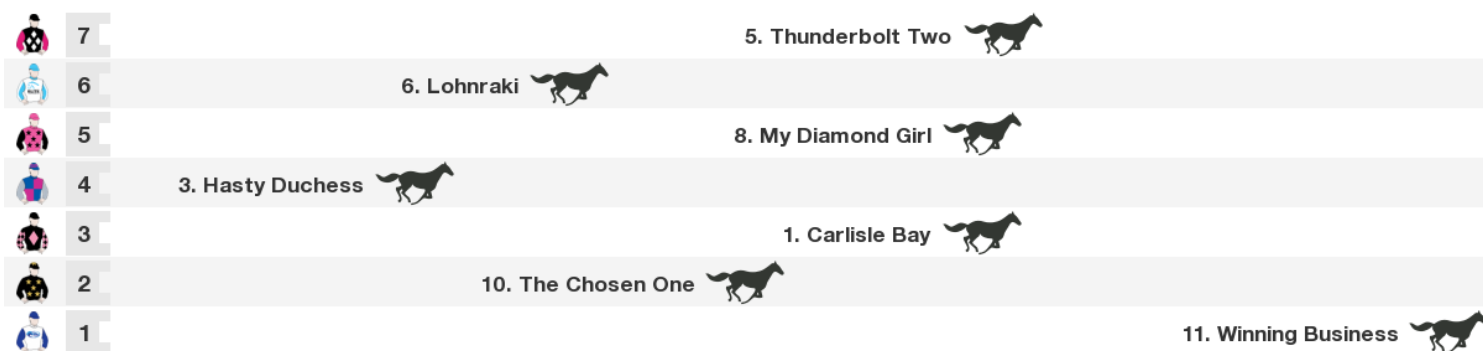 7 5. Thunderbolt Two
6 6. Lohnraki
5 8. My Diamond Girl
4 3. Hasty Duchess
3 1. Carlisle Bay
2 10. The Chosen One
1 11. Winning Business